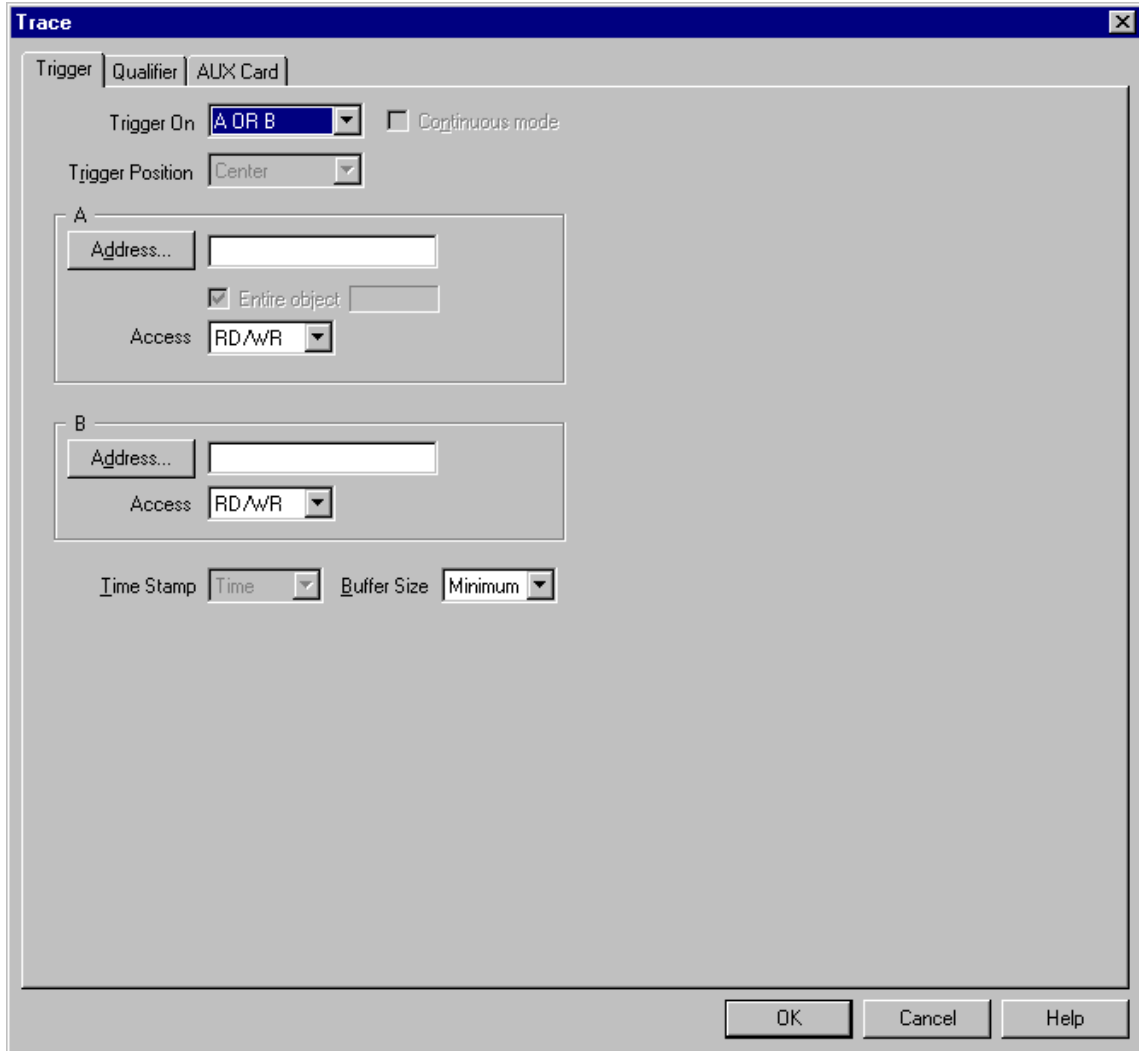 Trace
Trigger Qualifier AUX Card
Trigger On A OR B Continuous mode
Trigger Position Center
A
Address...
Entire object
Access RD/WR
B
Address...
Access RD/WR
Time Stamp Time Buffer Size Minimum
OK Cancel Help